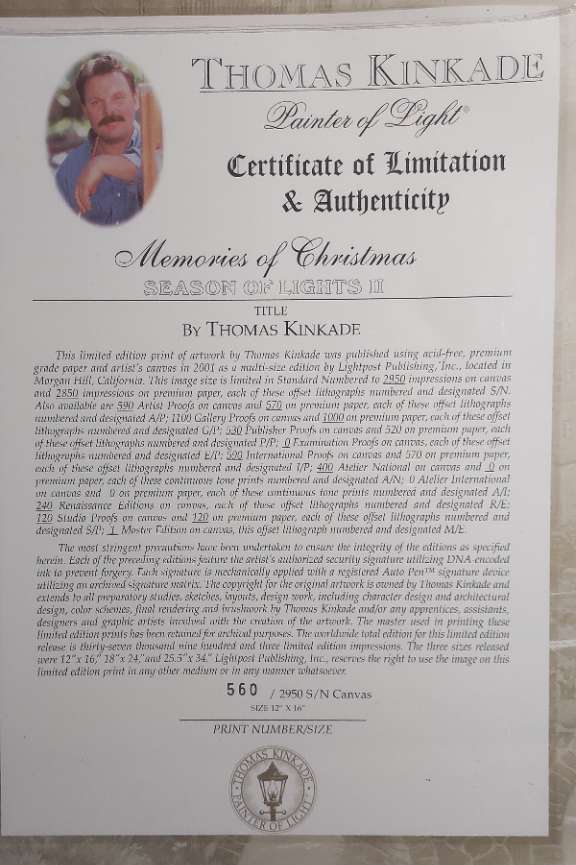 THOMAS KINKADE
Painter of Light®
Certificate of Limitation
& Authenticity
Memories of Christmas
SEASON OF LIGHTS II
TITLE
BY THOMAS KINKADE
This limited edition print of artwork by Thomas Kinkade was published using acid-free, premium
grade paper and artist's canvas in 2001 as a multi-size edition by Lightpost Publishing, Inc., located in
Morgan Hill, California. This image size is limited in Standard Numbered to 2950 impressions on canvas
and 2850 impressions on premium paper, each of these offset lithographs numbered and designated S/N.
Also available are 590 Artist Proofs on canvas and 570 on premium paper, each of these offset lithographs
numbered and designated A/P; 1100 Gallery Proofs on canvas and 1000 on premium paper, each of these offset
lithographs numbered and designated G/P; 530 Publisher Proofs on canvas and 520 on premium paper, each
of these offset lithographs numbered and designated P/P; 0 Examination Proofs on canvas, each of these offset
lithographs numbered and designated E/P; 590 International Proofs on canvas and 570 on premium paper,
each of these offset lithographs numbered and designated I/P; 400 Atelier National on canvas and 0 on
premium paper, each of these continuous tone prints numbered and designated A/N; 0 Atelier International
on canvas and 0 on premium paper, each of these continuous tone prints numbered and designated A/I;
240 Renaissance Editions on canvas, each of these offset lithographs numbered and designated R/E;
120 Studio Proofs on canvas and 120 on premium paper, each of these offset lithographs numbered and
designated S/P; 1 Master Edition on canvas, this offset lithograph numbered and designated M/E.
The most stringent precautions have been undertaken to ensure the integrity of the editions as specified
herein. Each of the preceding editions feature the artist's authorized security signature utilizing DNA-encoded
ink to prevent forgery. Each signature is mechanically applied with a registered Auto Pen™ signature device
utilizing an archived signature matrix. The copyright for the original artwork is owned by Thomas Kinkade and
extends to all preparatory studies, sketches, layouts, design work, including character design and architectural
design, color schemes, final rendering and brushwork by Thomas Kinkade and/or any apprentices, assistants,
designers and graphic artists involved with the creation of the artwork. The master used in printing these
limited edition prints has been retained for archival purposes. The worldwide total edition for this limited edition
release is thirty-seven thousand nine hundred and three limited edition impressions. The three sizes released
were 12"x 16," 18"x 24," and 25.5"x 34." Lightpost Publishing, Inc., reserves the right to use the image on this
limited edition print in any other medium or in any manner whatsoever.
560 / 2950 S/N Canvas
SIZE 12" X 16"
PRINT NUMBER/SIZE
THOMAS KINKADE
PAINTER OF LIGHT